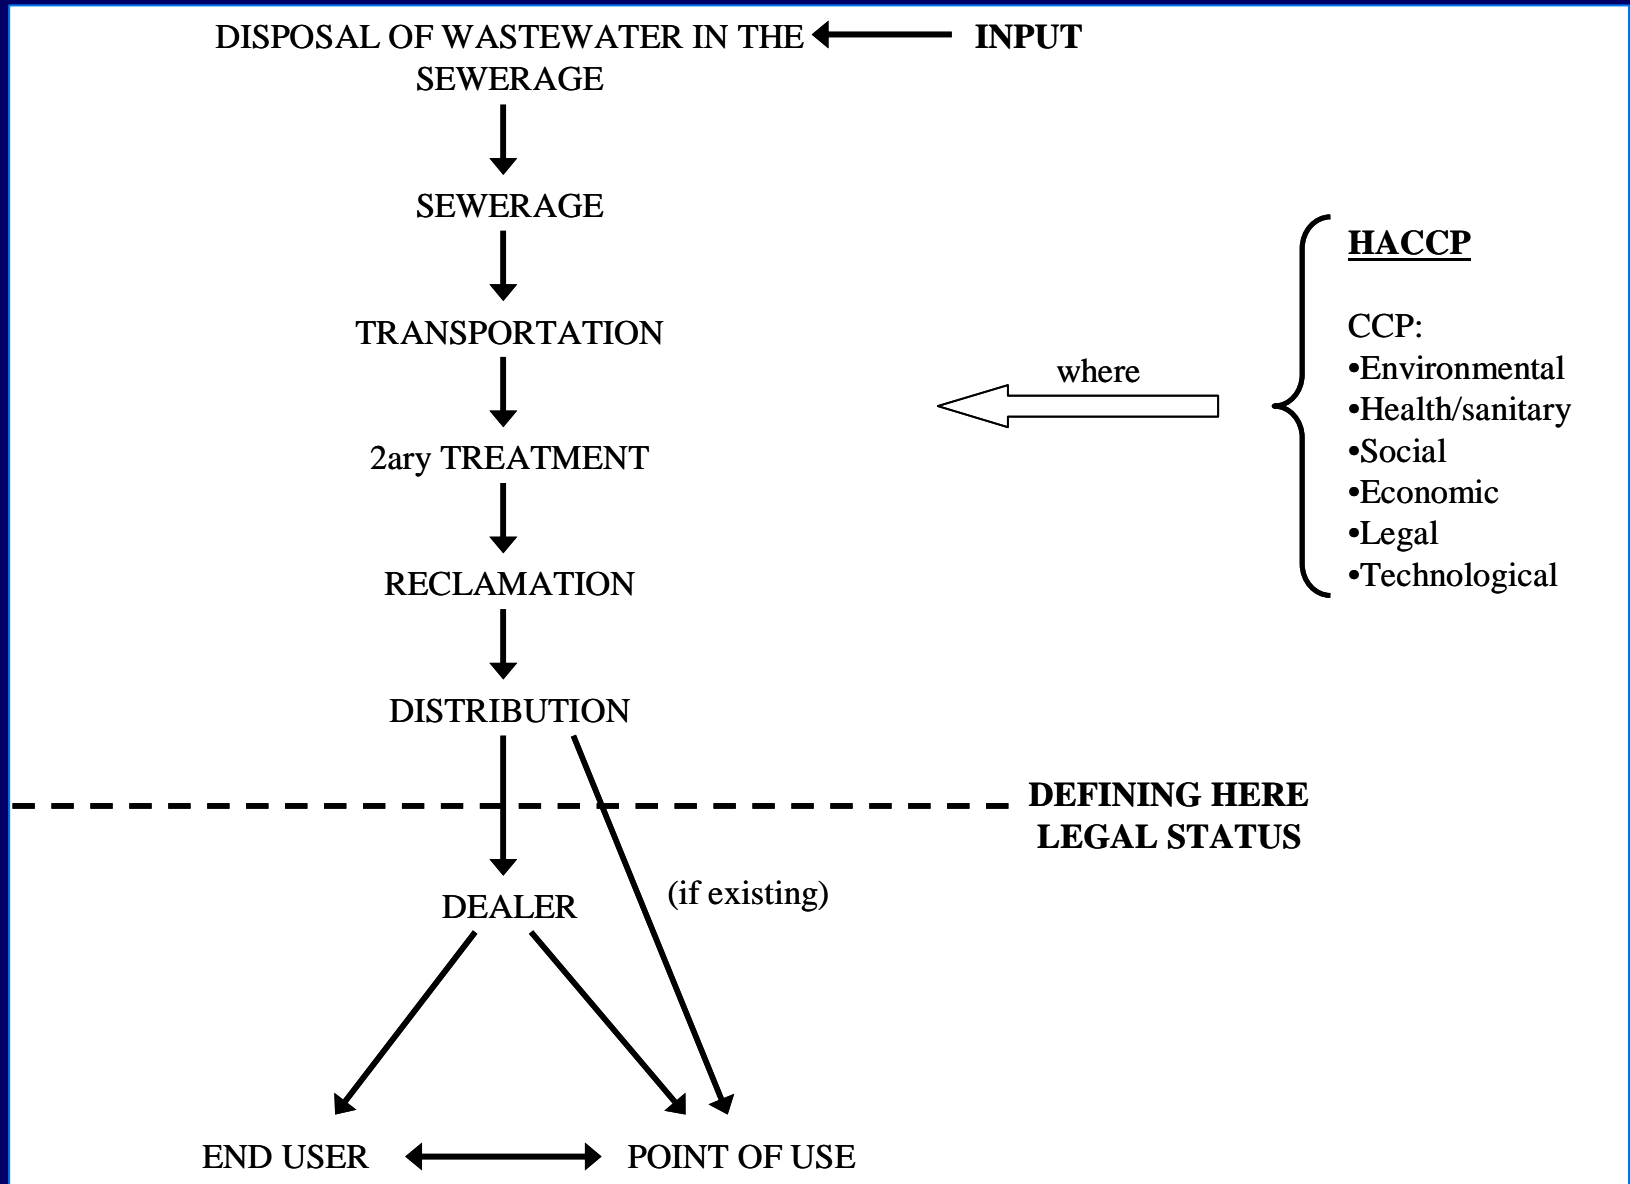 DISPOSAL OF WASTEWATER IN THE
SEWERAGE
INPUT
SEWERAGE
TRANSPORTATION
2ary TREATMENT
RECLAMATION
DISTRIBUTION
where
HACCP
CCP:
•Environmental
•Health/sanitary
•Social
•Economic
•Legal
•Technological
DEFINING HERE
LEGAL STATUS
DEALER
(if existing)
END USER
POINT OF USE